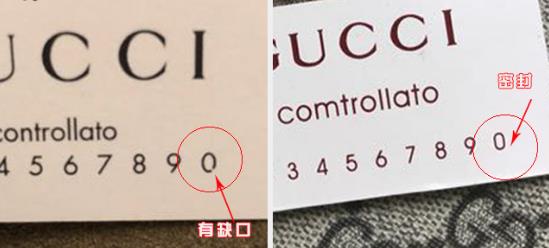 UCCI
controllato
4 5 6 7 8 9 0
有缺口
GUCCI
comtrollato
3 4 5 6 7 8 9 0
密封